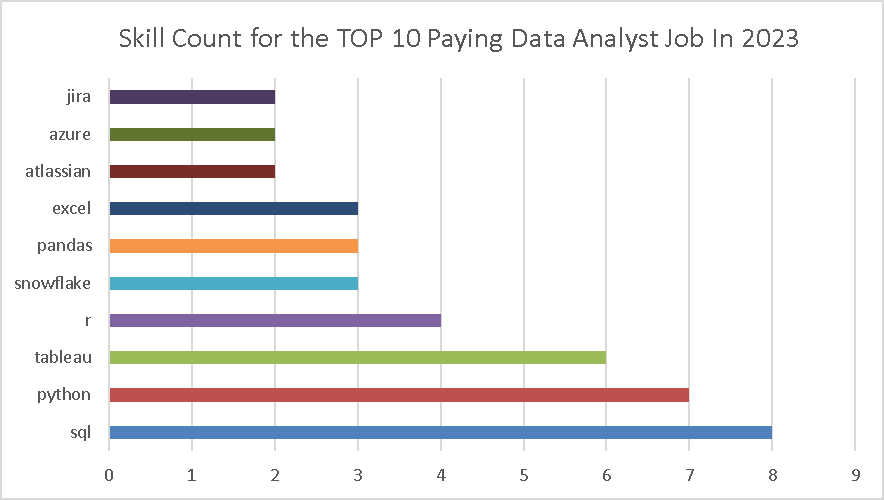 Skill Count for the TOP 10 Paying Data Analyst Job In 2023
jira
azure
atlassian
excel
pandas
snowflake
r
tableau
python
sql
0 1 2 3 4 5 6 7 8 9